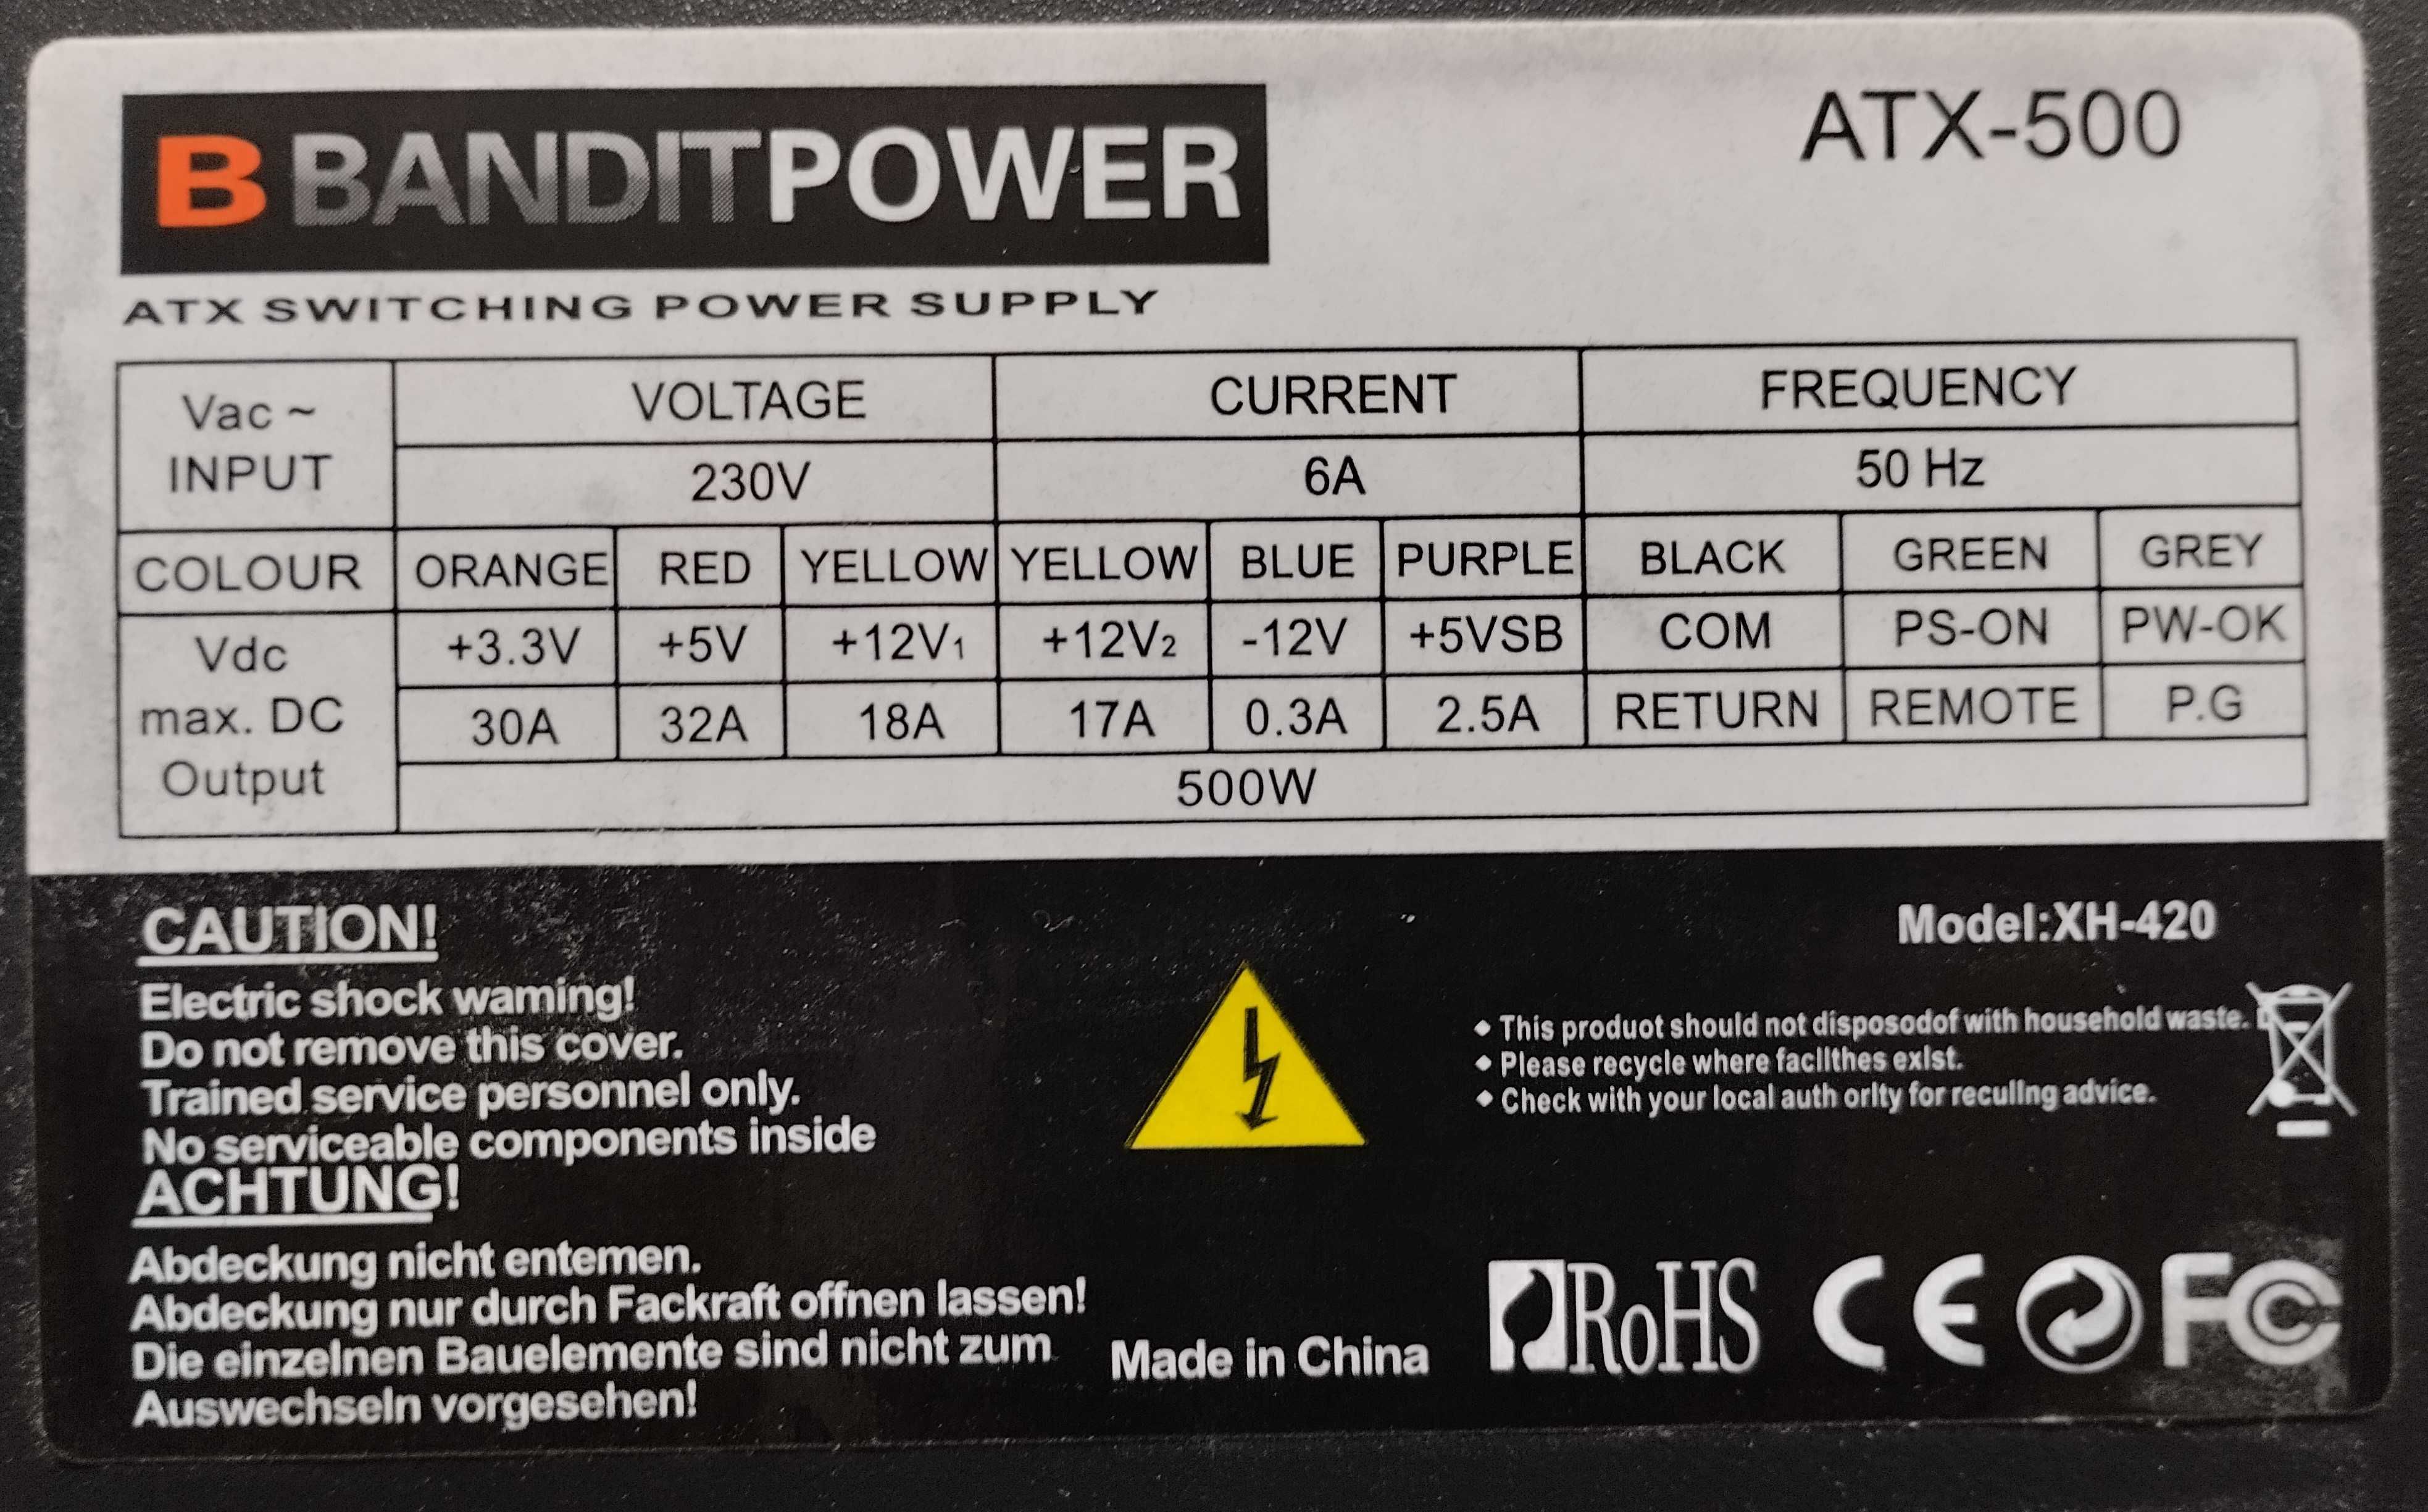 B BANDITPOWER
ATX-500
ATX SWITCHING POWER SUPPLY
Vac ~ INPUT
VOLTAGE CURRENT FREQUENCY
230V 6A 50 Hz
COLOUR ORANGE RED YELLOW YELLOW BLUE PURPLE BLACK GREEN GREY
Vdc max. DC Output
+3.3V +5V +12V1 +12V2 -12V +5VSB COM PS-ON PW-OK
30A 32A 18A 17A 0.3A 2.5A RETURN REMOTE P.G
500W
CAUTION!
Electric shock waming!
Do not remove this cover.
Trained service personnel only.
No serviceable components inside
ACHTUNG!
Abdeckung nicht entemen.
Abdeckung nur durch Fackraft offnen lassen!
Die einzelnen Bauelemente sind nicht zum
Auswechseln vorgesehen!
Made in China
Model:XH-420
◆ This produot should not disposodof with household waste.
◆ Please recycle where facllthes exlst.
◆ Check with your local auth orlty for recullng advice.
RoHS CE FC